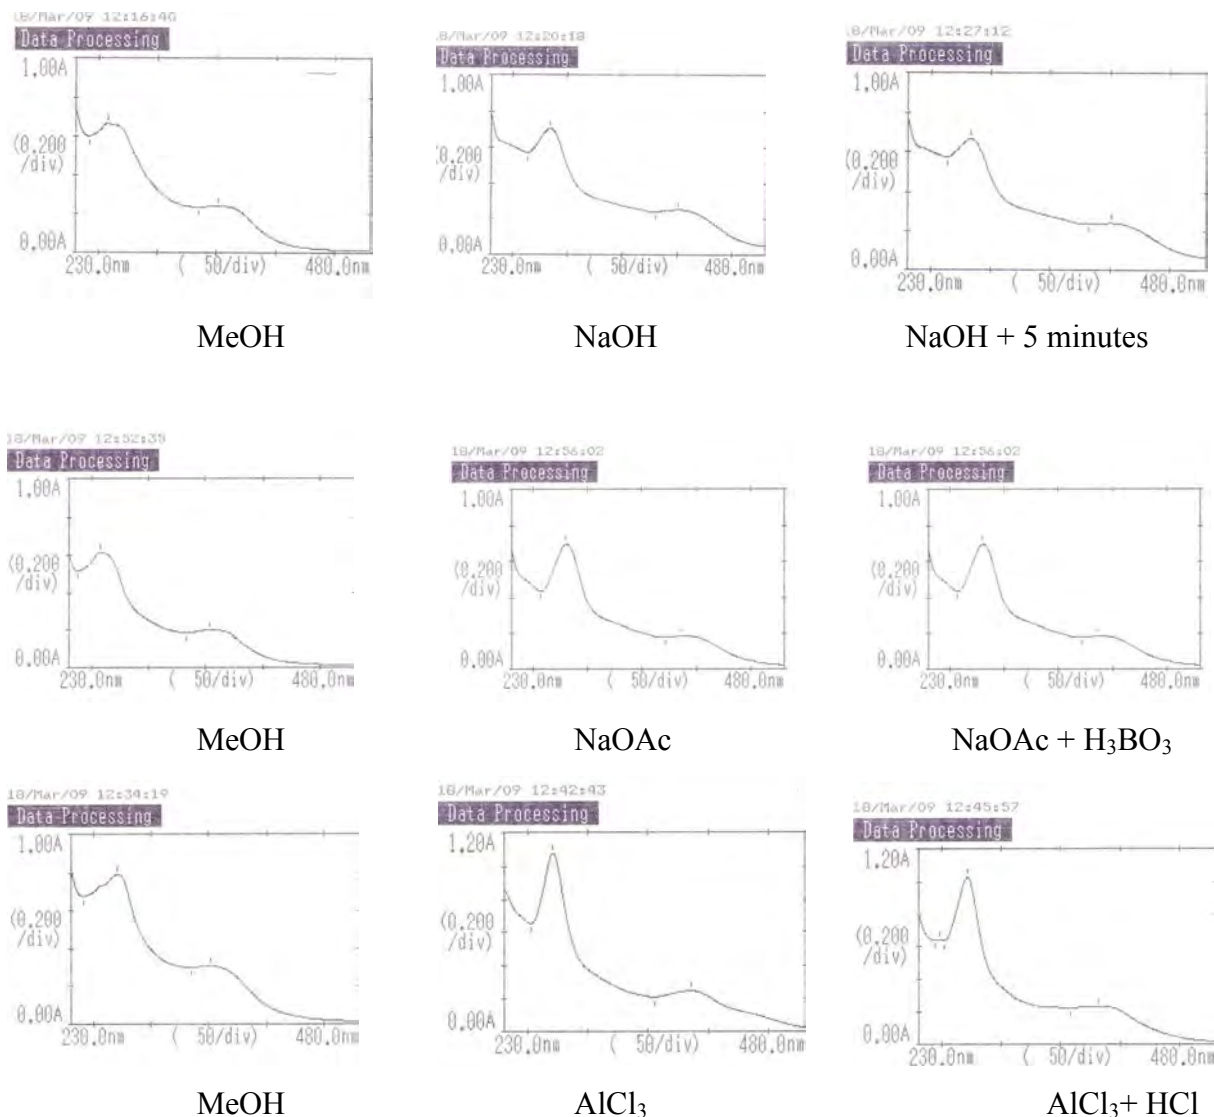 18/Mar/09 12:16:40
Data Processing
1.00A
(0.200
/div)
0.00A
230.0nm ( 50/div) 480.0nm
MeOH
18/Mar/09 12:20:18
Data Processing
1.00A
(0.200
/div)
0.00A
230.0nm ( 50/div) 480.0nm
NaOH
18/Mar/09 12:27:12
Data Processing
1.00A
(0.200
/div)
0.00A
230.0nm ( 50/div) 480.0nm
NaOH + 5 minutes
18/Mar/09 12:52:35
Data Processing
1.00A
(0.200
/div)
0.00A
230.0nm ( 50/div) 480.0nm
MeOH
18/Mar/09 12:56:02
Data Processing
1.00A
(0.200
/div)
0.00A
230.0nm ( 50/div) 480.0nm
NaOAc
18/Mar/09 12:56:02
Data Processing
1.00A
(0.200
/div)
0.00A
230.0nm ( 50/div) 480.0nm
NaOAc + H₃BO₃
18/Mar/09 12:34:19
Data Processing
1.00A
(0.200
/div)
0.00A
230.0nm ( 50/div) 480.0nm
MeOH
18/Mar/09 12:42:43
Data Processing
1.20A
(0.200
/div)
0.00A
230.0nm ( 50/div) 480.0nm
AlCl₃
18/Mar/09 12:45:57
Data Processing
1.20A
(0.200
/div)
0.00A
230.0nm ( 50/div) 480.0nm
AlCl₃+ HCl